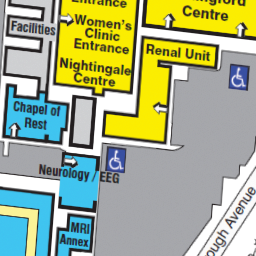 Entrance
Women's
Clinic
Entrance
Nightingale
Centre
Centre
Facilities
Renal Unit
Chapel of
Rest
Neurology / EEG
MRI
Annex
Avenue